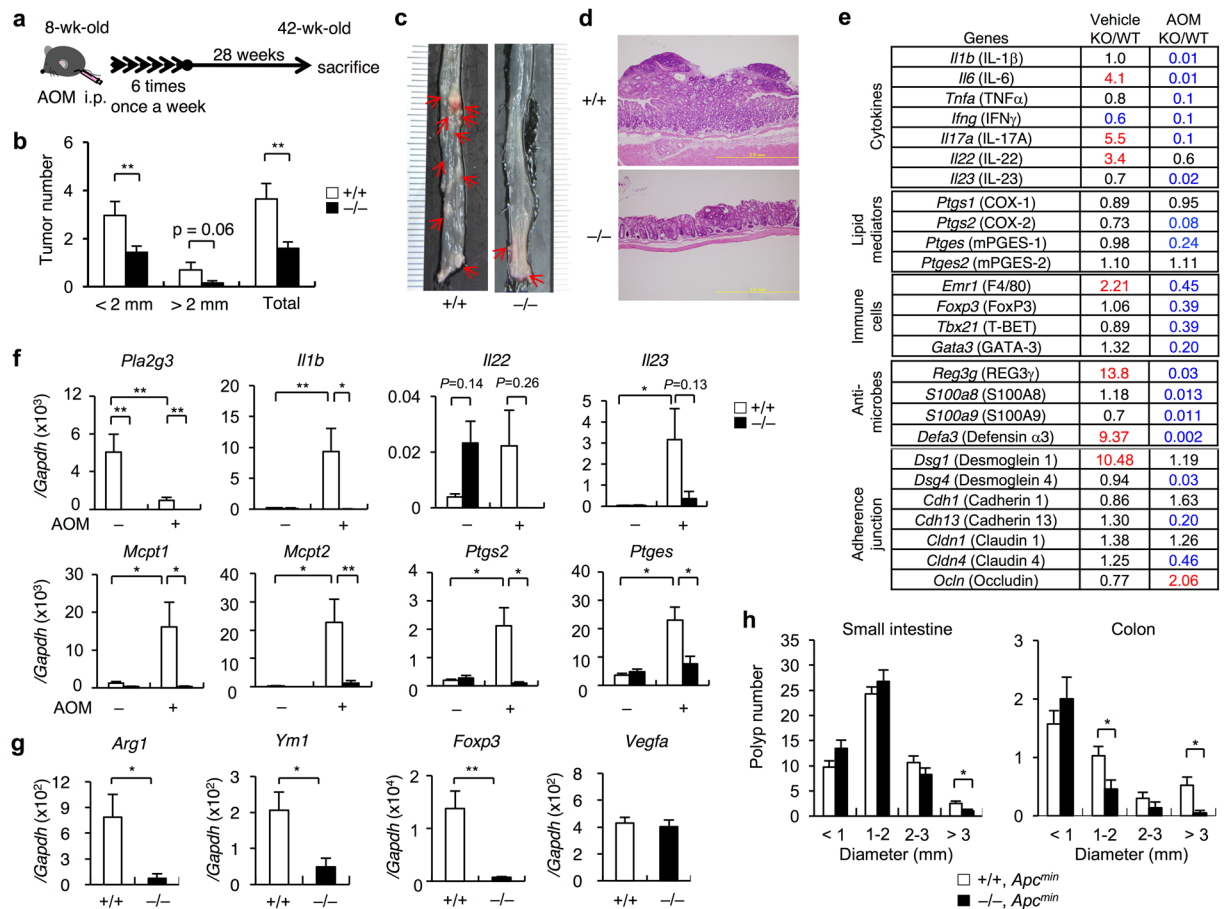 a
8-wk-old
42-wk-old
28 weeks
sacrifice
AOM i.p.
6 times
once a week
b
Tumor number
6
4
2
0
**
p = 0.06
**
+/+
–/–
< 2 mm
> 2 mm
Total
c
+/+
–/–
d
+/+
–/–
e
Genes
Vehicle KO/WT
AOM KO/WT
Cytokines
Il1b (IL-1β) 1.0 0.01
Il6 (IL-6) 4.1 0.01
Tnfa (TNFα) 0.8 0.1
Ifng (IFNγ) 0.6 0.1
Il17a (IL-17A) 5.5 0.1
Il22 (IL-22) 3.4 0.6
Il23 (IL-23) 0.7 0.02
Lipid mediators
Ptgs1 (COX-1) 0.89 0.95
Ptgs2 (COX-2) 0.73 0.08
Ptges (mPGES-1) 0.98 0.24
Ptges2 (mPGES-2) 1.10 1.11
Immune cells
Emr1 (F4/80) 2.21 0.45
Foxp3 (FoxP3) 1.06 0.39
Tbx21 (T-BET) 0.89 0.39
Gata3 (GATA-3) 1.32 0.20
Anti-microbes
Reg3g (REG3γ) 13.8 0.03
S100a8 (S100A8) 1.18 0.013
S100a9 (S100A9) 0.7 0.011
Defa3 (Defensin α3) 9.37 0.002
Adherence junction
Dsg1 (Desmoglein 1) 10.48 1.19
Dsg4 (Desmoglein 4) 0.94 0.03
Cdh1 (Cadherin 1) 0.86 1.63
Cdh13 (Cadherin 13) 1.30 0.20
Cldn1 (Claudin 1) 1.38 1.26
Cldn4 (Claudin 4) 1.25 0.46
Ocln (Occludin) 0.77 2.06
f
Pla2g3
/Gapdh (x10³)
12
9
6
3
0
**
**
**
AOM – +
Il1b
20
15
10
5
0
**
*
– +
Il22
0.04
0.02
0
P=0.14
P=0.26
– +
Il23
5
4
3
2
1
0
*
P=0.13
– +
+/+
–/–
Mcpt1
/Gapdh (x10³)
30
20
10
0
*
*
AOM – +
Mcpt2
40
30
20
10
0
*
**
– +
Ptgs2
4
3
2
1
0
*
*
– +
Ptges
40
30
20
10
0
*
*
– +
g
Arg1
/Gapdh (x10²)
12
9
6
3
0
*
+/+ –/–
Ym1
/Gapdh (x10²)
3
2
1
0
*
+/+ –/–
Foxp3
/Gapdh (x10⁴)
2
1
0
**
+/+ –/–
Vegfa
/Gapdh (x10²)
8
6
4
2
0
+/+ –/–
h
Small intestine
Polyp number
35
30
25
20
15
10
5
0
*
< 1 1-2 2-3 > 3
Diameter (mm)
Colon
3
2
1
0
*
*
< 1 1-2 2-3 > 3
Diameter (mm)
+/+, Apcmin
–/–, Apcmin